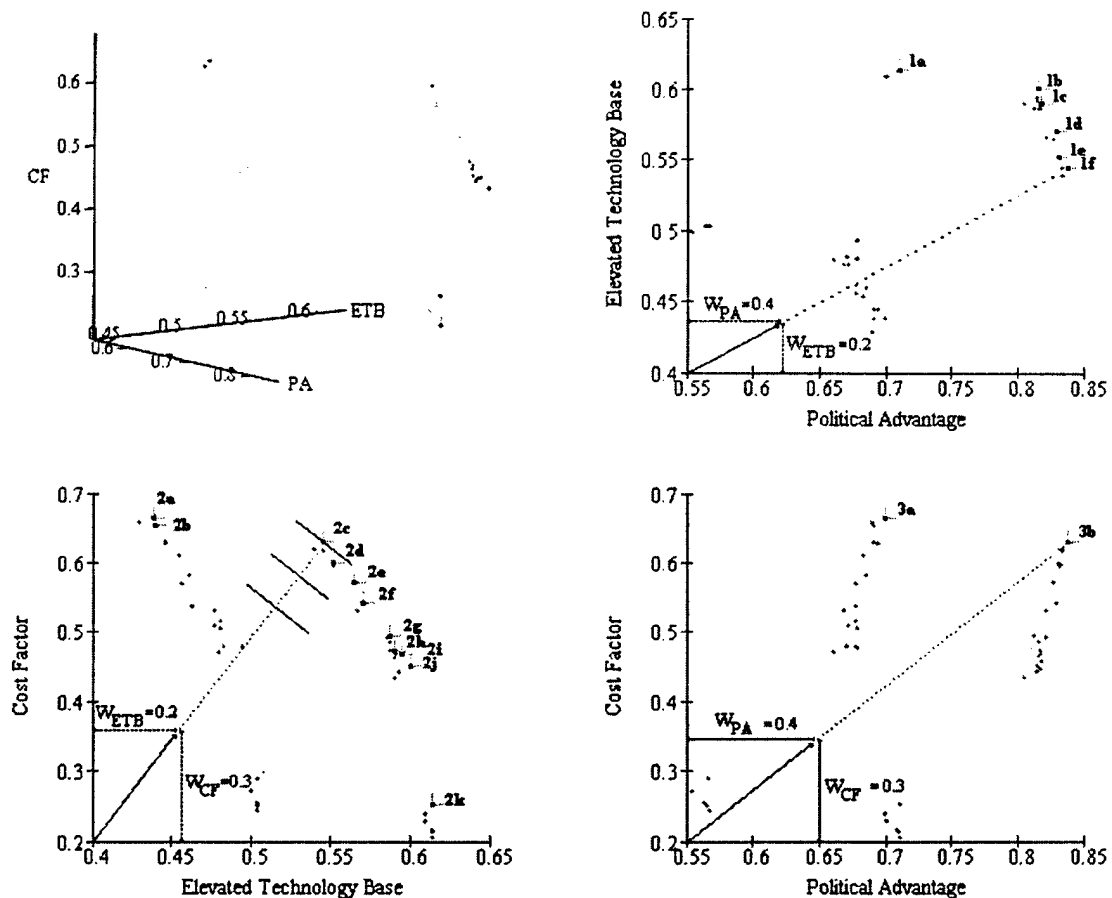 0.6
0.5
CF
0.4
0.3
0.45
0.5
0.55
0.6
ETB
0.6
0.7
0.8
PA
0.65
1a
0.6
1b
1c
1d
0.55
1e
1f
Elevated Technology Base
0.5
0.45
W PA =0.4
W ETB =0.2
0.4
0.55
0.6
0.65
0.7
0.75
0.8
0.85
Political Advantage
0.7
2a
2b
2c
0.6
2d
2e
2f
0.5
2g
2h
2i
2j
Cost Factor
0.4
W ETB =0.2
0.3
W CF =0.3
2k
0.2
0.4
0.45
0.5
0.55
0.6
0.65
Elevated Technology Base
0.7
3a
3b
0.6
0.5
Cost Factor
0.4
W PA =0.4
0.3
W CF =0.3
0.2
0.55
0.6
0.65
0.7
0.75
0.8
0.85
Political Advantage